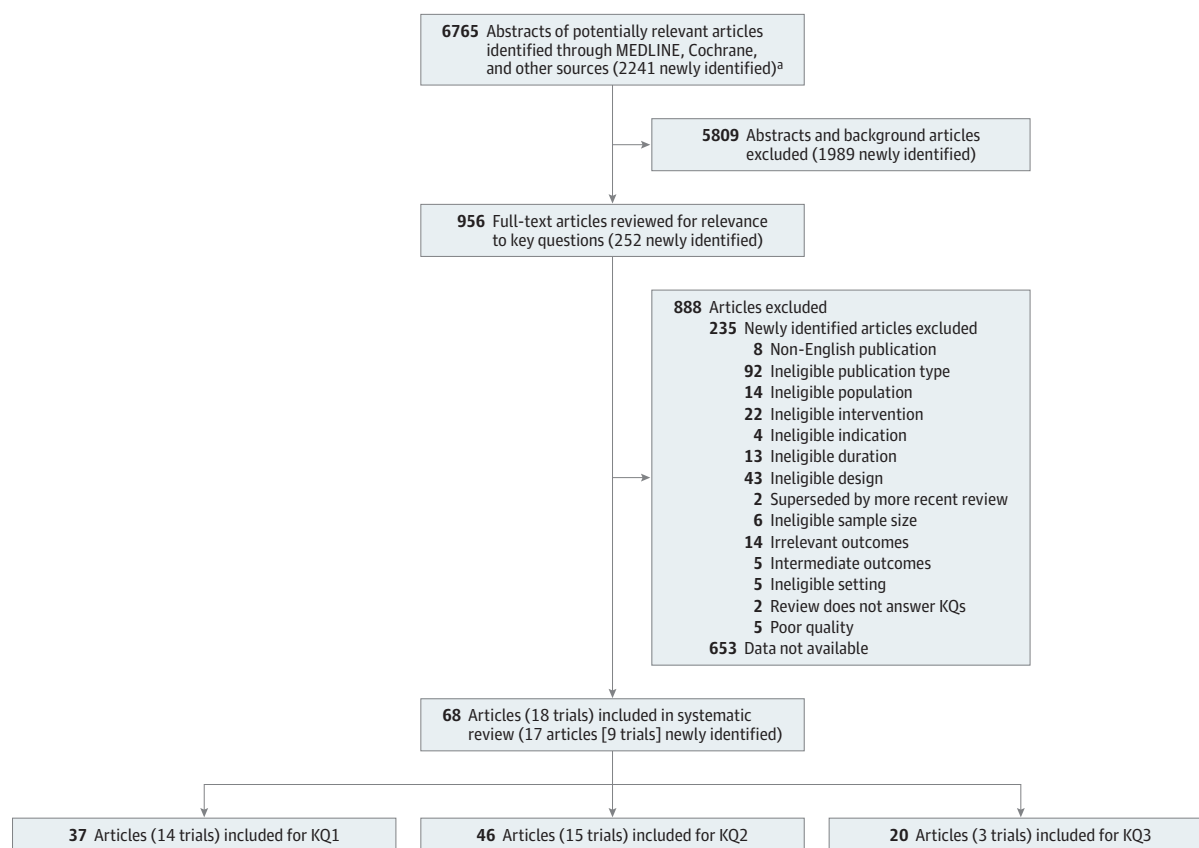 6765 Abstracts of potentially relevant articles
identified through MEDLINE, Cochrane,
and other sources (2241 newly identified)a
5809 Abstracts and background articles
excluded (1989 newly identified)
956 Full-text articles reviewed for relevance
to key questions (252 newly identified)
888 Articles excluded
235 Newly identified articles excluded
8 Non-English publication
92 Ineligible publication type
14 Ineligible population
22 Ineligible intervention
4 Ineligible indication
13 Ineligible duration
43 Ineligible design
2 Superseded by more recent review
6 Ineligible sample size
14 Irrelevant outcomes
5 Intermediate outcomes
5 Ineligible setting
2 Review does not answer KQs
5 Poor quality
653 Data not available
68 Articles (18 trials) included in systematic
review (17 articles [9 trials] newly identified)
37 Articles (14 trials) included for KQ1
46 Articles (15 trials) included for KQ2
20 Articles (3 trials) included for KQ3